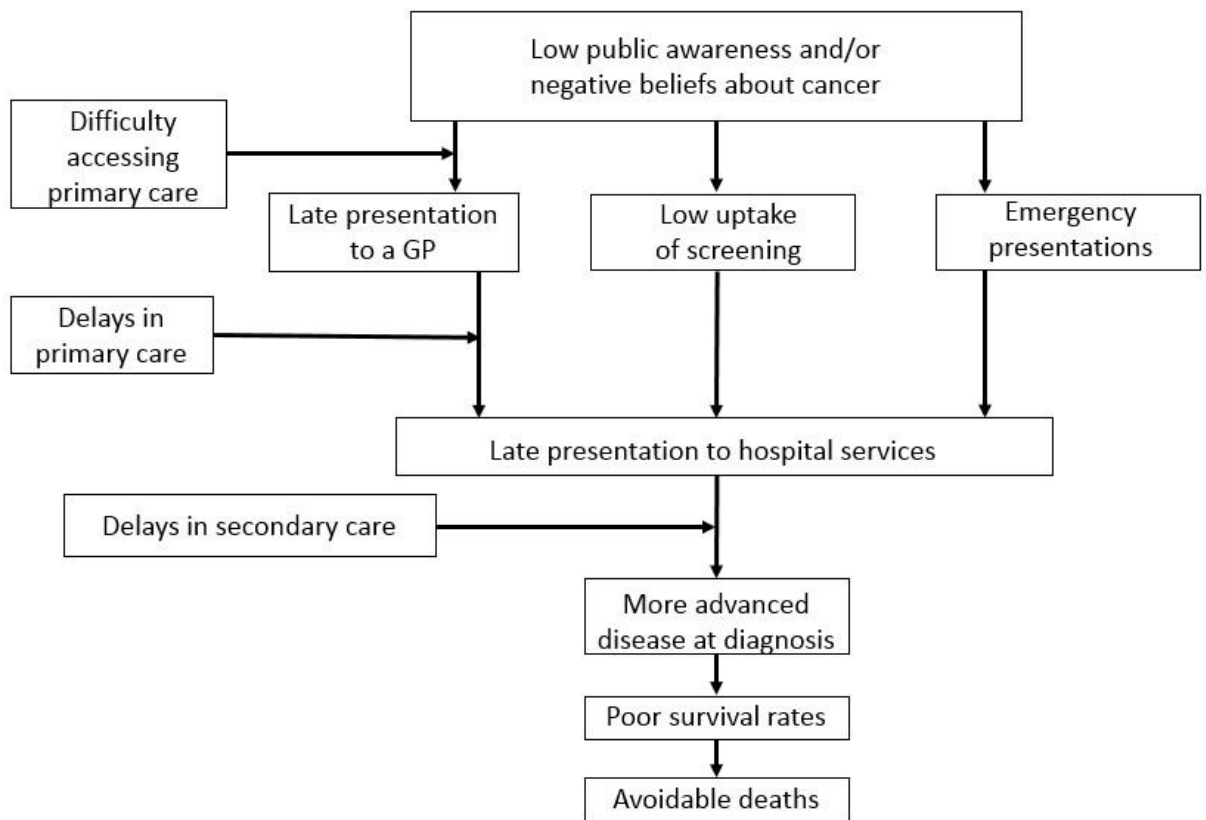 Low public awareness and/or
negative beliefs about cancer
Difficulty
accessing
primary care
Late presentation
to a GP
Low uptake
of screening
Emergency
presentations
Delays in
primary care
Late presentation to hospital services
Delays in secondary care
More advanced
disease at diagnosis
Poor survival rates
Avoidable deaths